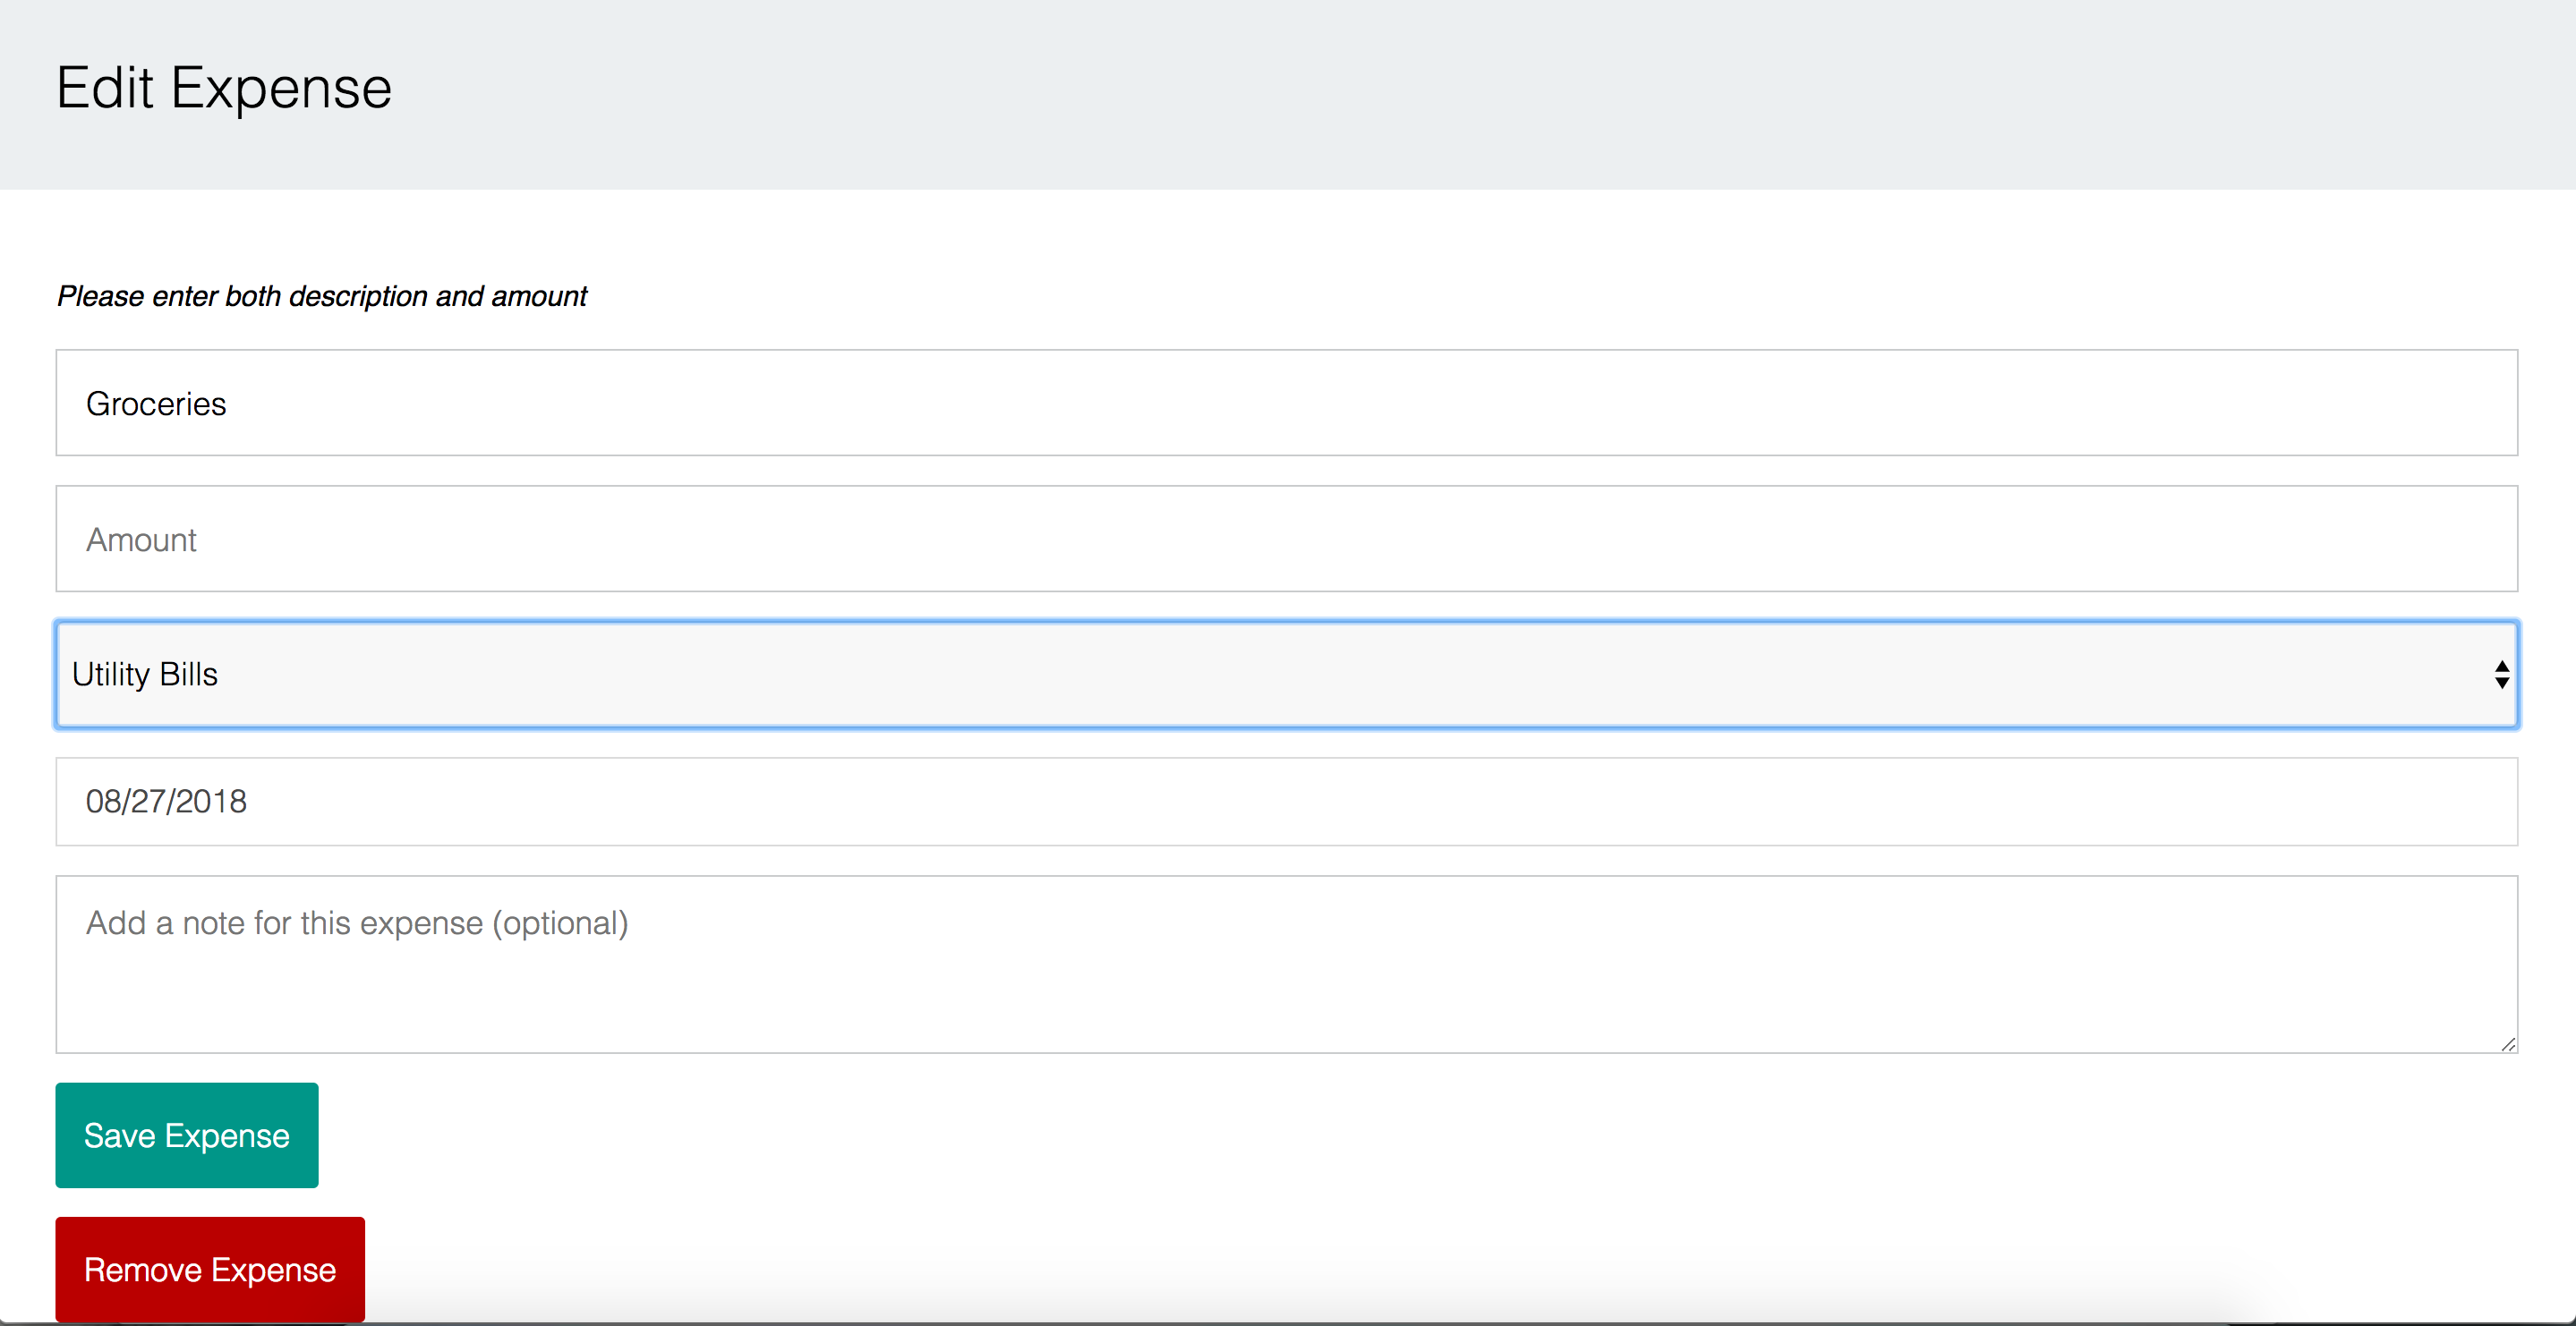 Edit Expense
Please enter both description and amount
Groceries
Amount
Utility Bills
08/27/2018
Add a note for this expense (optional)
Save Expense
Remove Expense